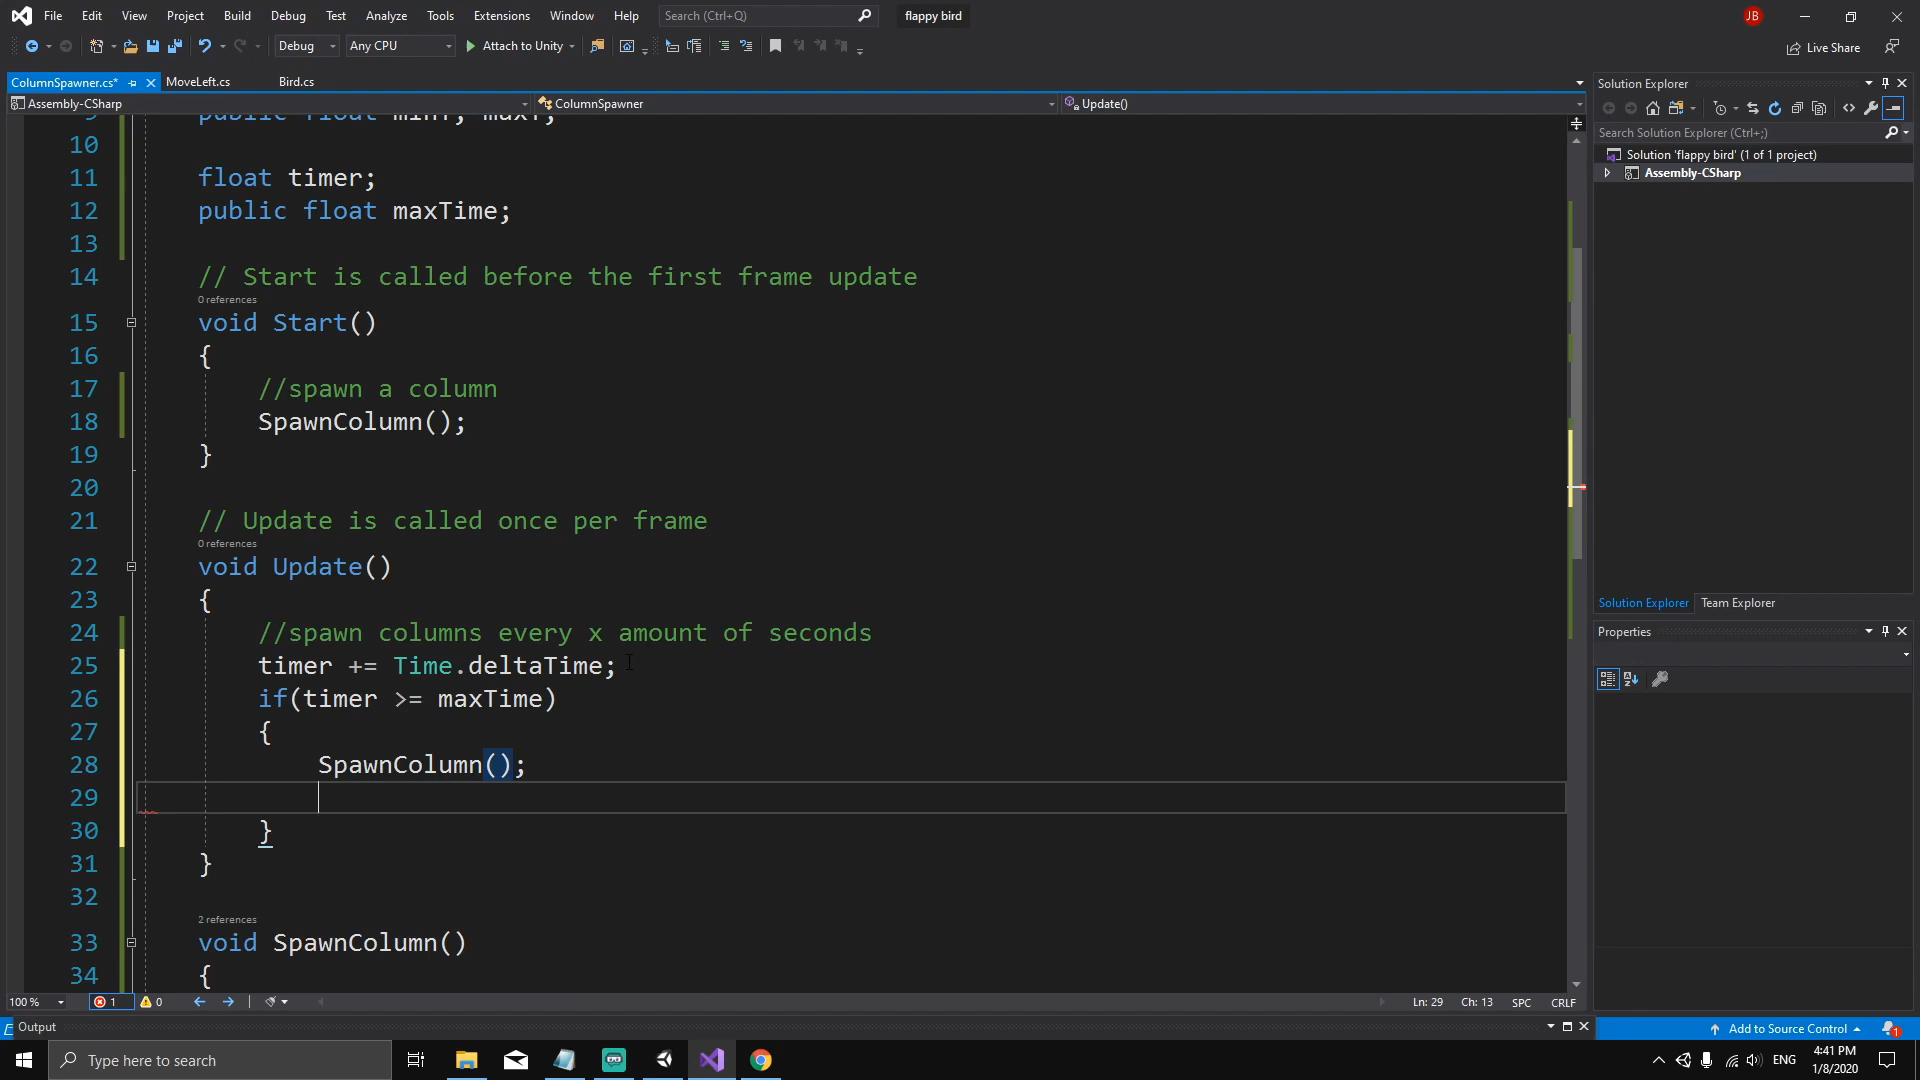 File Edit View Project Build Debug Test Analyze Tools Extensions Window Help Search (Ctrl+Q) flappy bird JB
Debug Any CPU Attach to Unity Live Share
ColumnSpawner.cs* MoveLeft.cs Bird.cs
Assembly-CSharp ColumnSpawner Update()
10
11 float timer;
12 public float maxTime;
13
14 // Start is called before the first frame update
0 references
15 void Start()
16 {
17 //spawn a column
18 SpawnColumn();
19 }
20
21 // Update is called once per frame
0 references
22 void Update()
23 {
24 //spawn columns every x amount of seconds
25 timer += Time.deltaTime;
26 if(timer >= maxTime)
27 {
28 SpawnColumn();
29
30 }
31 }
32
2 references
33 void SpawnColumn()
34 {
100 % 1 0 Ln: 29 Ch: 13 SPC CRLF
Output
Solution Explorer
Search Solution Explorer (Ctrl+;)
Solution 'flappy bird' (1 of 1 project)
Assembly-CSharp
Solution Explorer Team Explorer
Properties
Add to Source Control 1
Type here to search
ENG
4:41 PM
1/8/2020